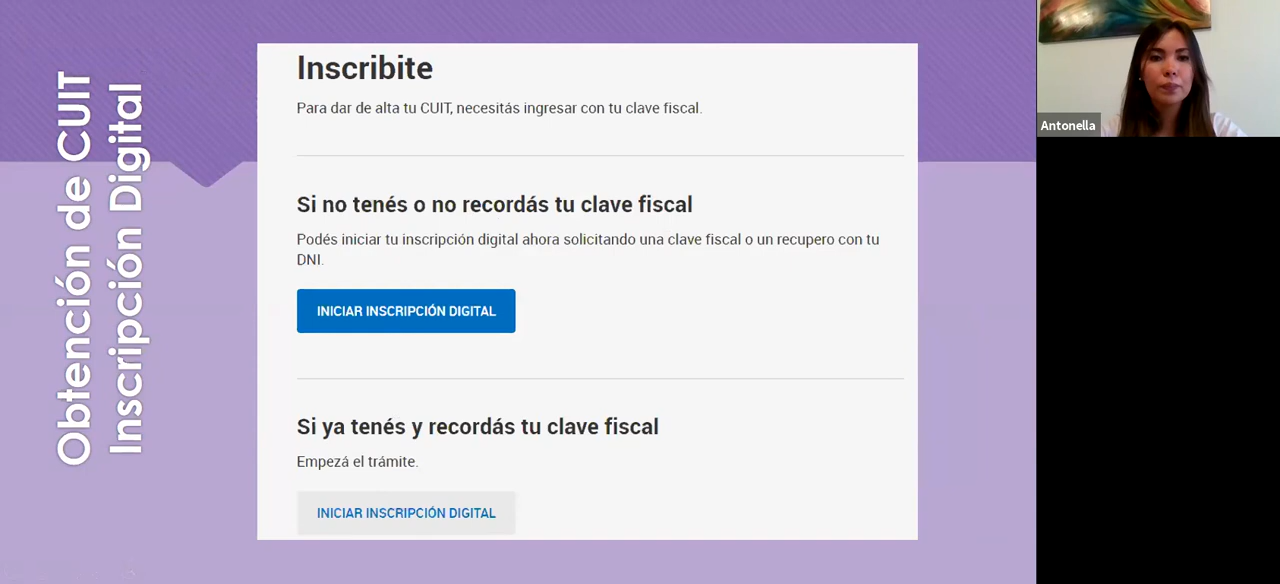 Obtención de CUIT
Inscripción Digital
Inscribite
Para dar de alta tu CUIT, necesitás ingresar con tu clave fiscal.
Si no tenés o no recordás tu clave fiscal
Podés iniciar tu inscripción digital ahora solicitando una clave fiscal o un recupero con tu
DNI.
INICIAR INSCRIPCIÓN DIGITAL
Si ya tenés y recordás tu clave fiscal
Empezá el trámite.
INICIAR INSCRIPCIÓN DIGITAL
Antonella